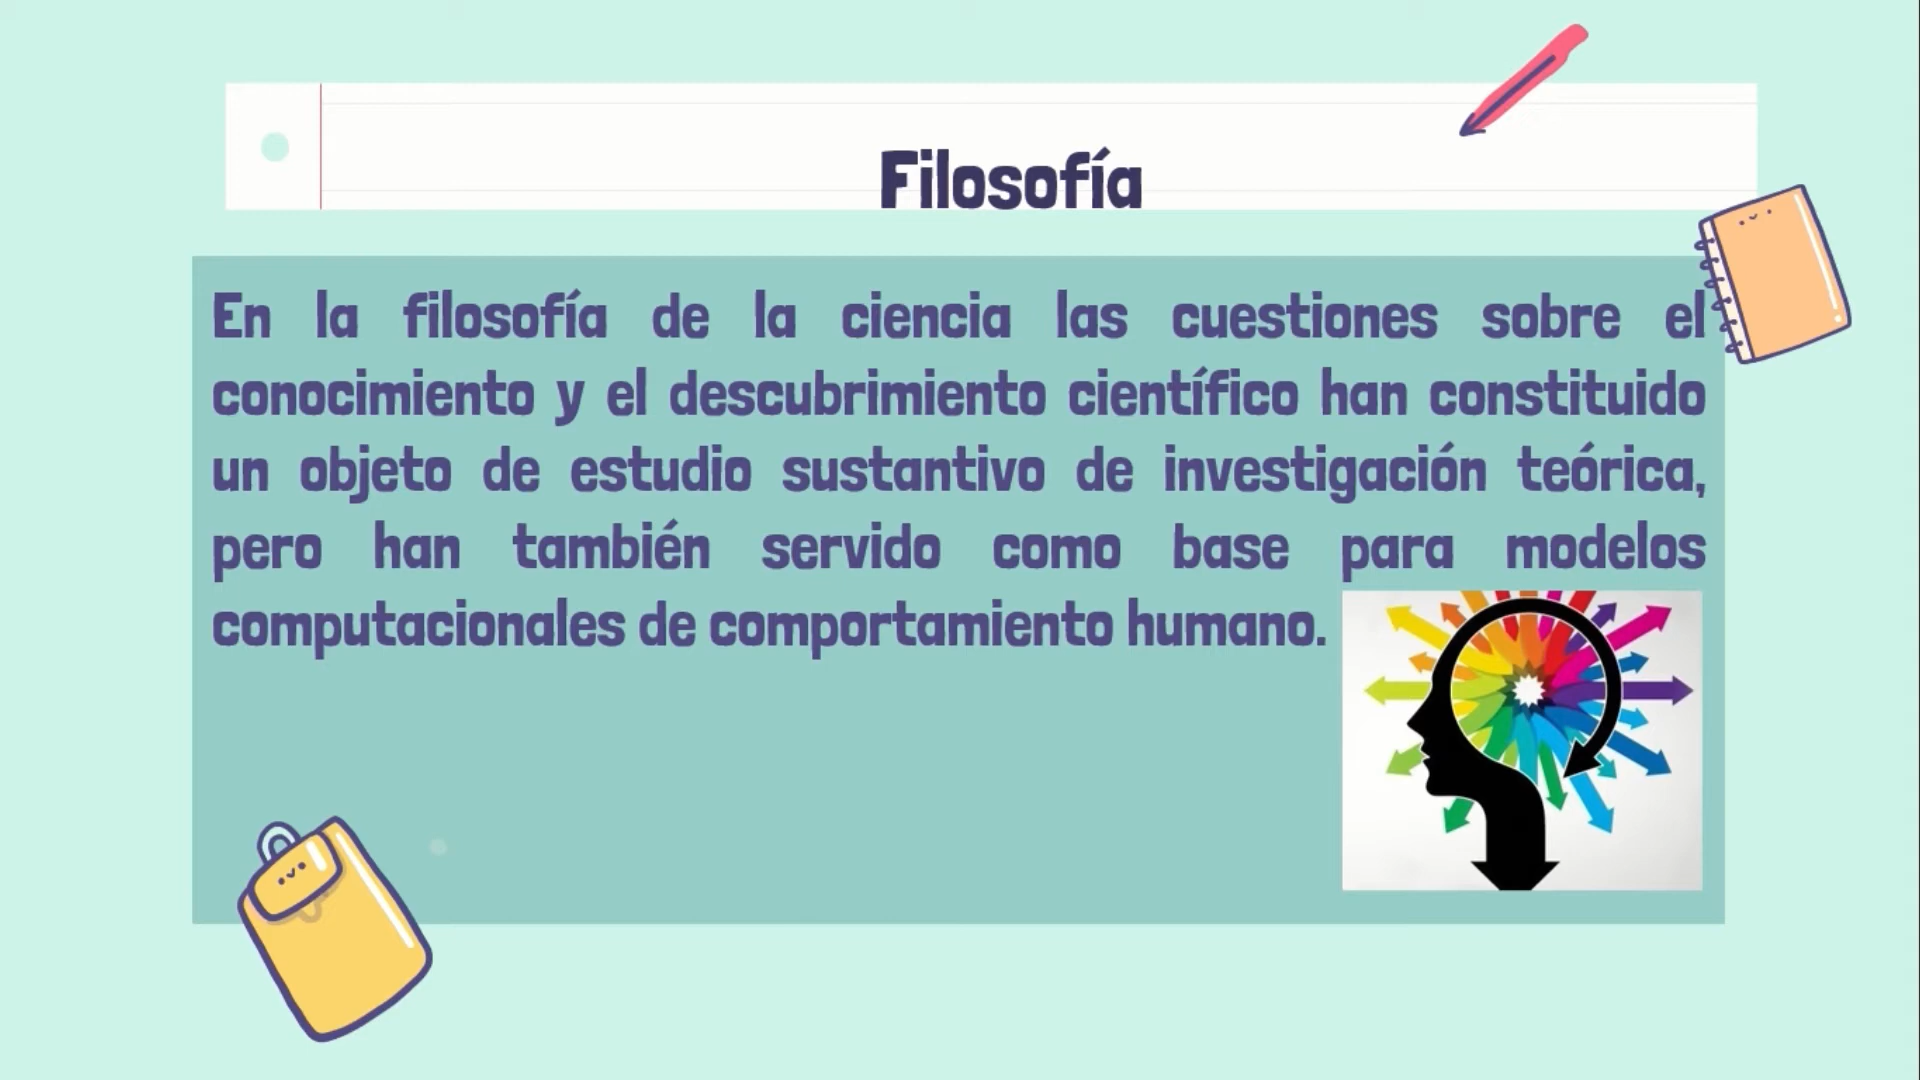 Filosofía
En la filosofía de la ciencia las cuestiones sobre el
conocimiento y el descubrimiento científico han constituido
un objeto de estudio sustantivo de investigación teórica,
pero han también servido como base para modelos
computacionales de comportamiento humano.